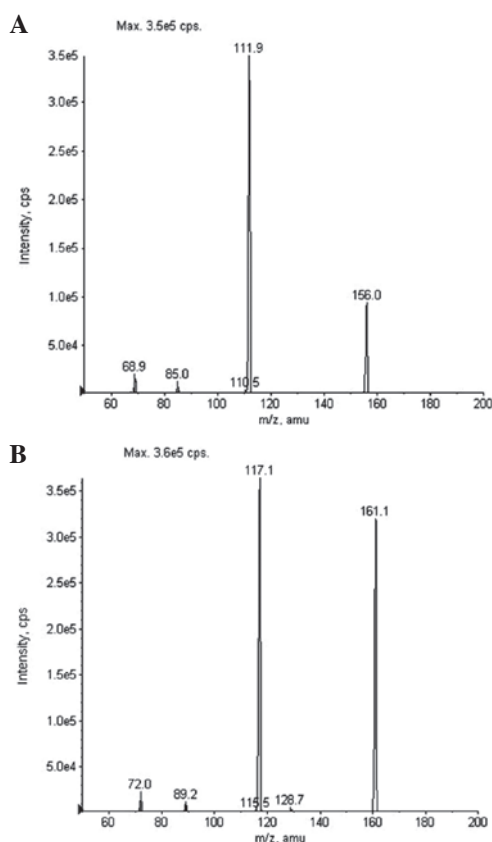 A
Max. 3.5e5 cps.
111.9
3.5e5
3.0e5
2.0e5
1.5e5
1.0e5
5.0e4
Intensity, cps
156.0
68.9
85.0
110.5
60 80 100 120 140 160 180 200
m/z, amu
B
Max. 3.6e5 cps.
117.1
161.1
3.5e5
3.0e5
2.5e5
2.0e5
1.5e5
1.0e5
5.0e4
Intensity, cps
72.0
89.2
115.5
128.7
60 80 100 120 140 160 180 200
m/z, amu